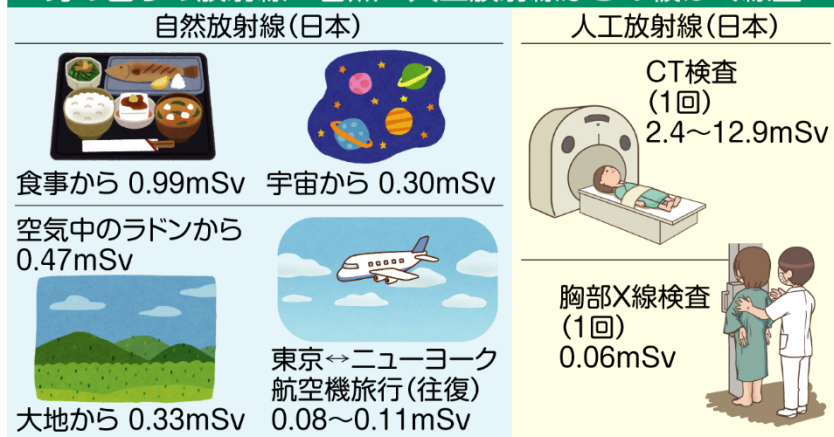 自然放射線(日本)
食事から 0.99mSv
宇宙から 0.30mSv
空気中のラドンから
0.47mSv
大地から 0.33mSv
東京↔ニューヨーク
航空機旅行(往復)
0.08～0.11mSv
人工放射線(日本)
CT検査
(1回)
2.4～12.9mSv
胸部X線検査
(1回)
0.06mSv